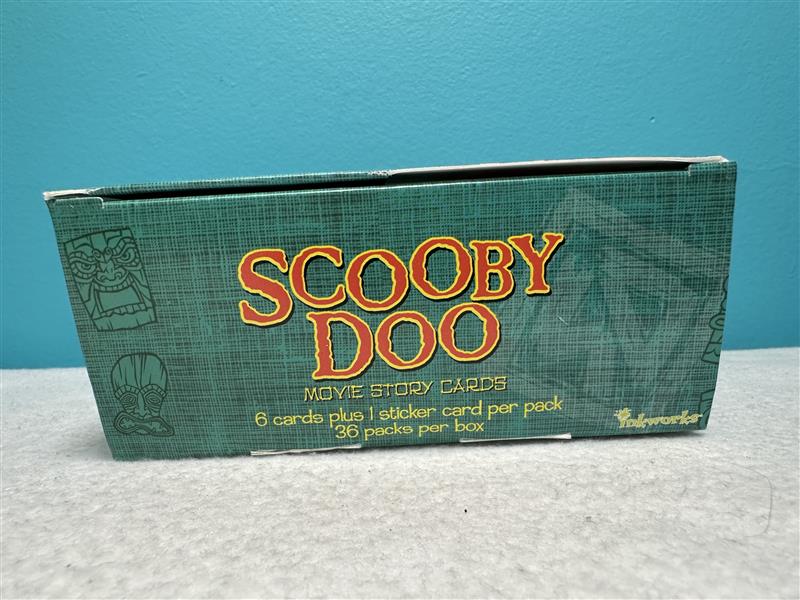 SCOOBY
DOO
MOVIE STORY CARDS
6 cards plus 1 sticker card per pack
36 packs per box
inkworks